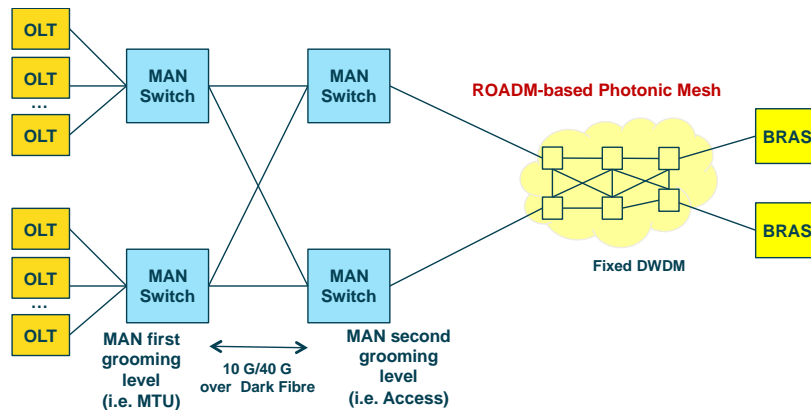 OLT
OLT
...
OLT
MAN
Switch
MAN
Switch
ROADM-based Photonic Mesh
BRAS
BRAS
Fixed DWDM
OLT
OLT
...
OLT
MAN
Switch
MAN
Switch
MAN first
grooming
level
(i.e. MTU)
10 G/40 G
over Dark Fibre
MAN second
grooming
level
(i.e. Access)